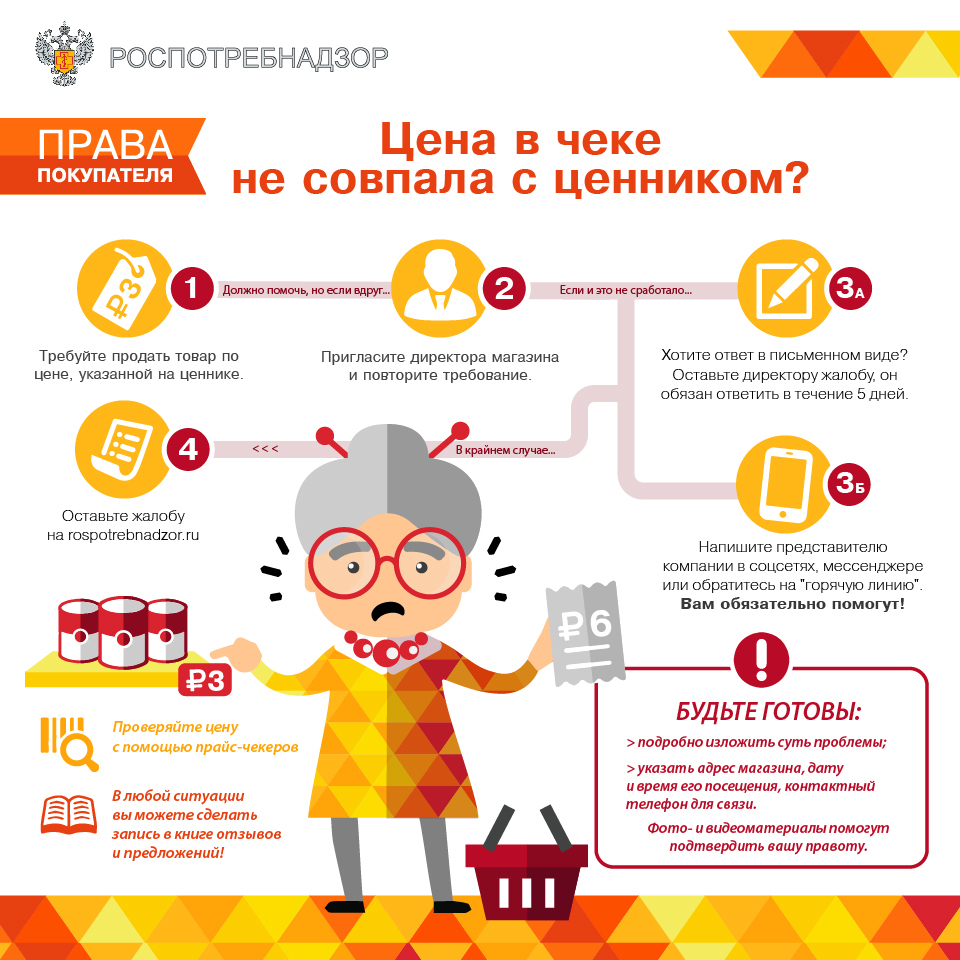 РОСПОТРЕБНАДЗОР
ПРАВА
ПОКУПАТЕЛЯ
Цена в чеке
не совпала с ценником?
₽3
1
Должно помочь, но если вдруг...
2
Если и это не сработало...
3А
Требуйте продать товар по
цене, указанной на ценнике.
Пригласите директора магазина
и повторите требование.
Хотите ответ в письменном виде?
Оставьте директору жалобу, он
обязан ответить в течение 5 дней.
4
< < <
В крайнем случае...
3Б
Оставьте жалобу
на rospotrebnadzor.ru
Напишите представителю
компании в соцсетях, мессенджере
или обратитесь на "горячую линию".
Вам обязательно помогут!
₽6
₽3
!
БУДЬТЕ ГОТОВЫ:
> подробно изложить суть проблемы;
> указать адрес магазина, дату
и время его посещения, контактный
телефон для связи.
Фото- и видеоматериалы помогут
подтвердить вашу правоту.
Проверяйте цену
с помощью прайс-чекеров
В любой ситуации
вы можете сделать
запись в книге отзывов
и предложений!